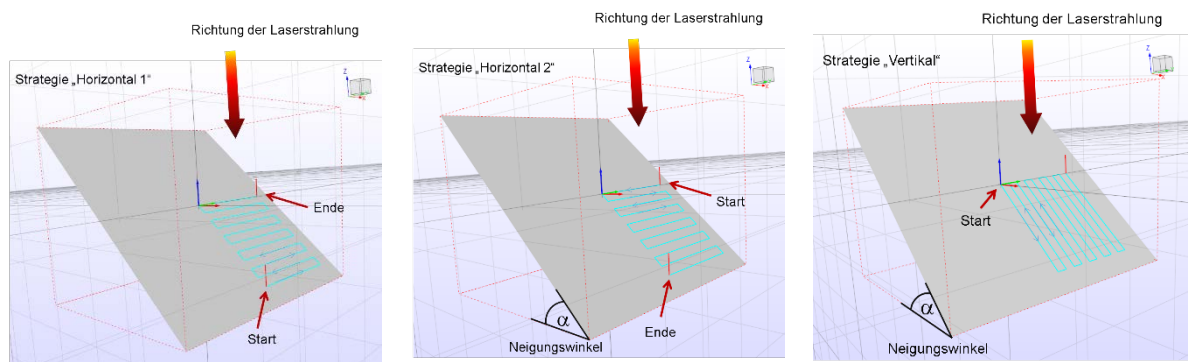 Richtung der Laserstrahlung
Strategie „Horizontal 1“
z
x
Ende
Start
Richtung der Laserstrahlung
Strategie „Horizontal 2“
z
x
Start
Ende
α
Neigungswinkel
Richtung der Laserstrahlung
Strategie „Vertikal“
z
x
Start
α
Neigungswinkel